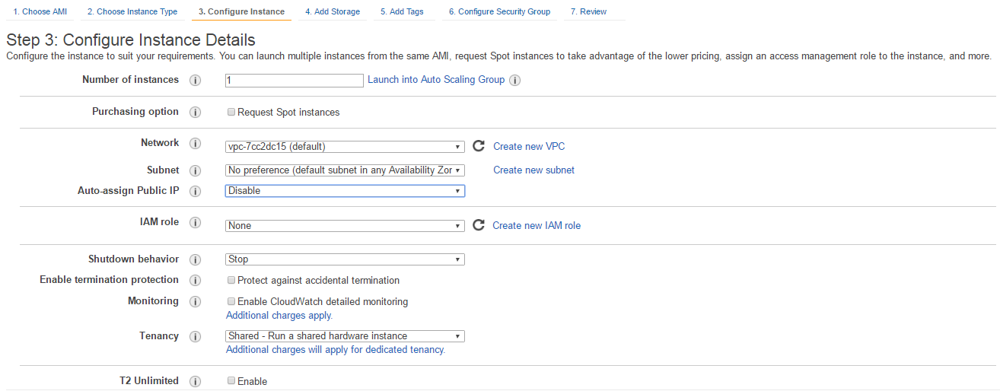 1. Choose AMI 2. Choose Instance Type 3. Configure Instance 4. Add Storage 5. Add Tags 6. Configure Security Group 7. Review
Step 3: Configure Instance Details
Configure the instance to suit your requirements. You can launch multiple instances from the same AMI, request Spot instances to take advantage of the lower pricing, assign an access management role to the instance, and more.
Number of instances i 1 Launch into Auto Scaling Group i
Purchasing option i Request Spot instances
Network i vpc-7cc2dc15 (default) Create new VPC
Subnet i No preference (default subnet in any Availability Zor Create new subnet
Auto-assign Public IP i Disable
IAM role i None Create new IAM role
Shutdown behavior i Stop
Enable termination protection i Protect against accidental termination
Monitoring i Enable CloudWatch detailed monitoring
Additional charges apply.
Tenancy i Shared - Run a shared hardware instance
Additional charges will apply for dedicated tenancy.
T2 Unlimited i Enable